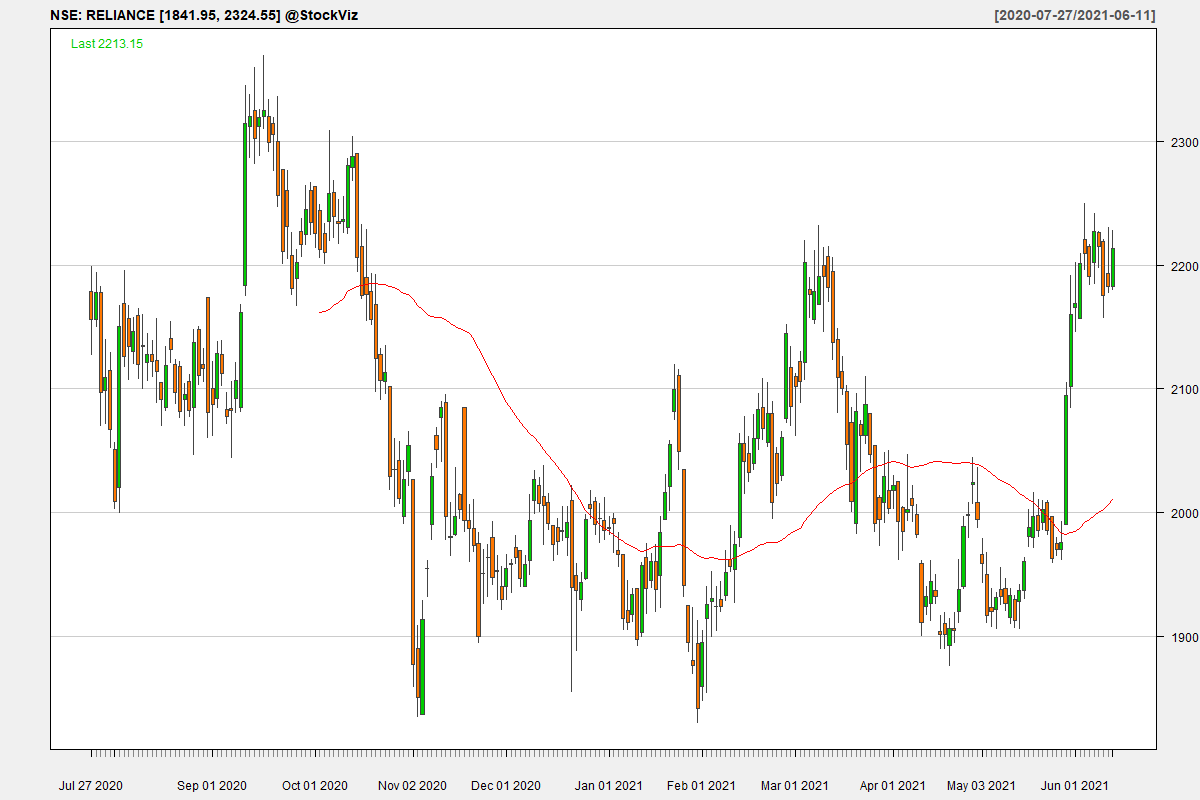 NSE: RELIANCE [1841.95, 2324.55] @StockViz
[2020-07-27/2021-06-11]
Last 2213.15
2300
2200
2100
2000
1900
Jul 27 2020
Sep 01 2020
Oct 01 2020
Nov 02 2020
Dec 01 2020
Jan 01 2021
Feb 01 2021
Mar 01 2021
Apr 01 2021
May 03 2021
Jun 01 2021